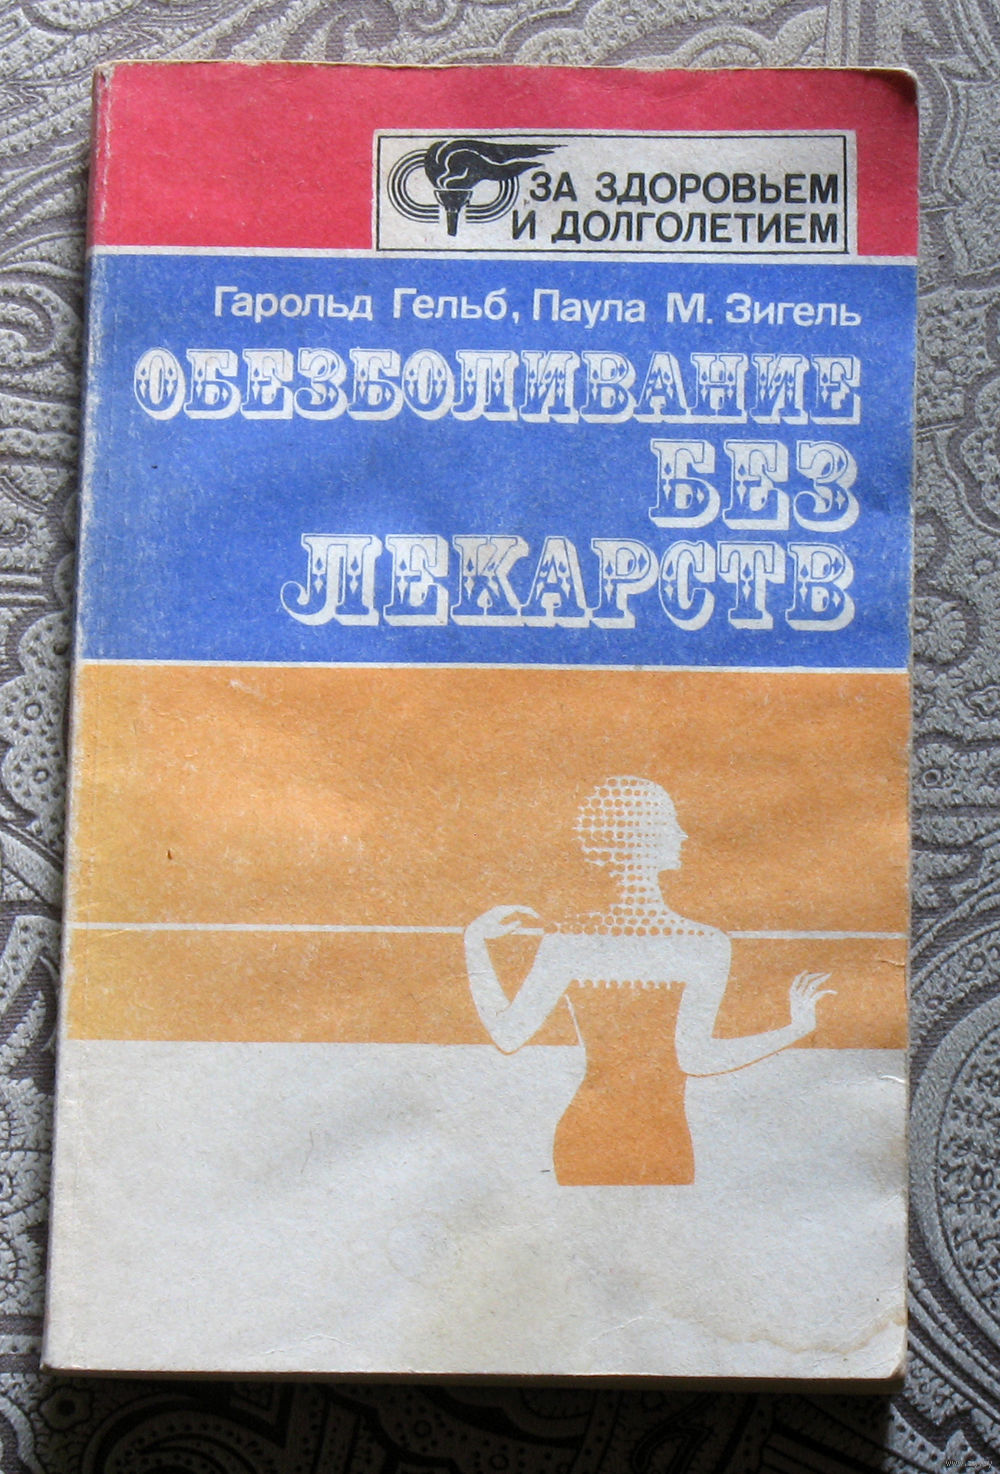 ЗА ЗДОРОВЬЕМ
И ДОЛГОЛЕТИЕМ
Гарольд Гельб, Паула М. Зигель
ОБЕЗБОЛИВАНИЕ
БЕЗ
ЛЕКАРСТВ